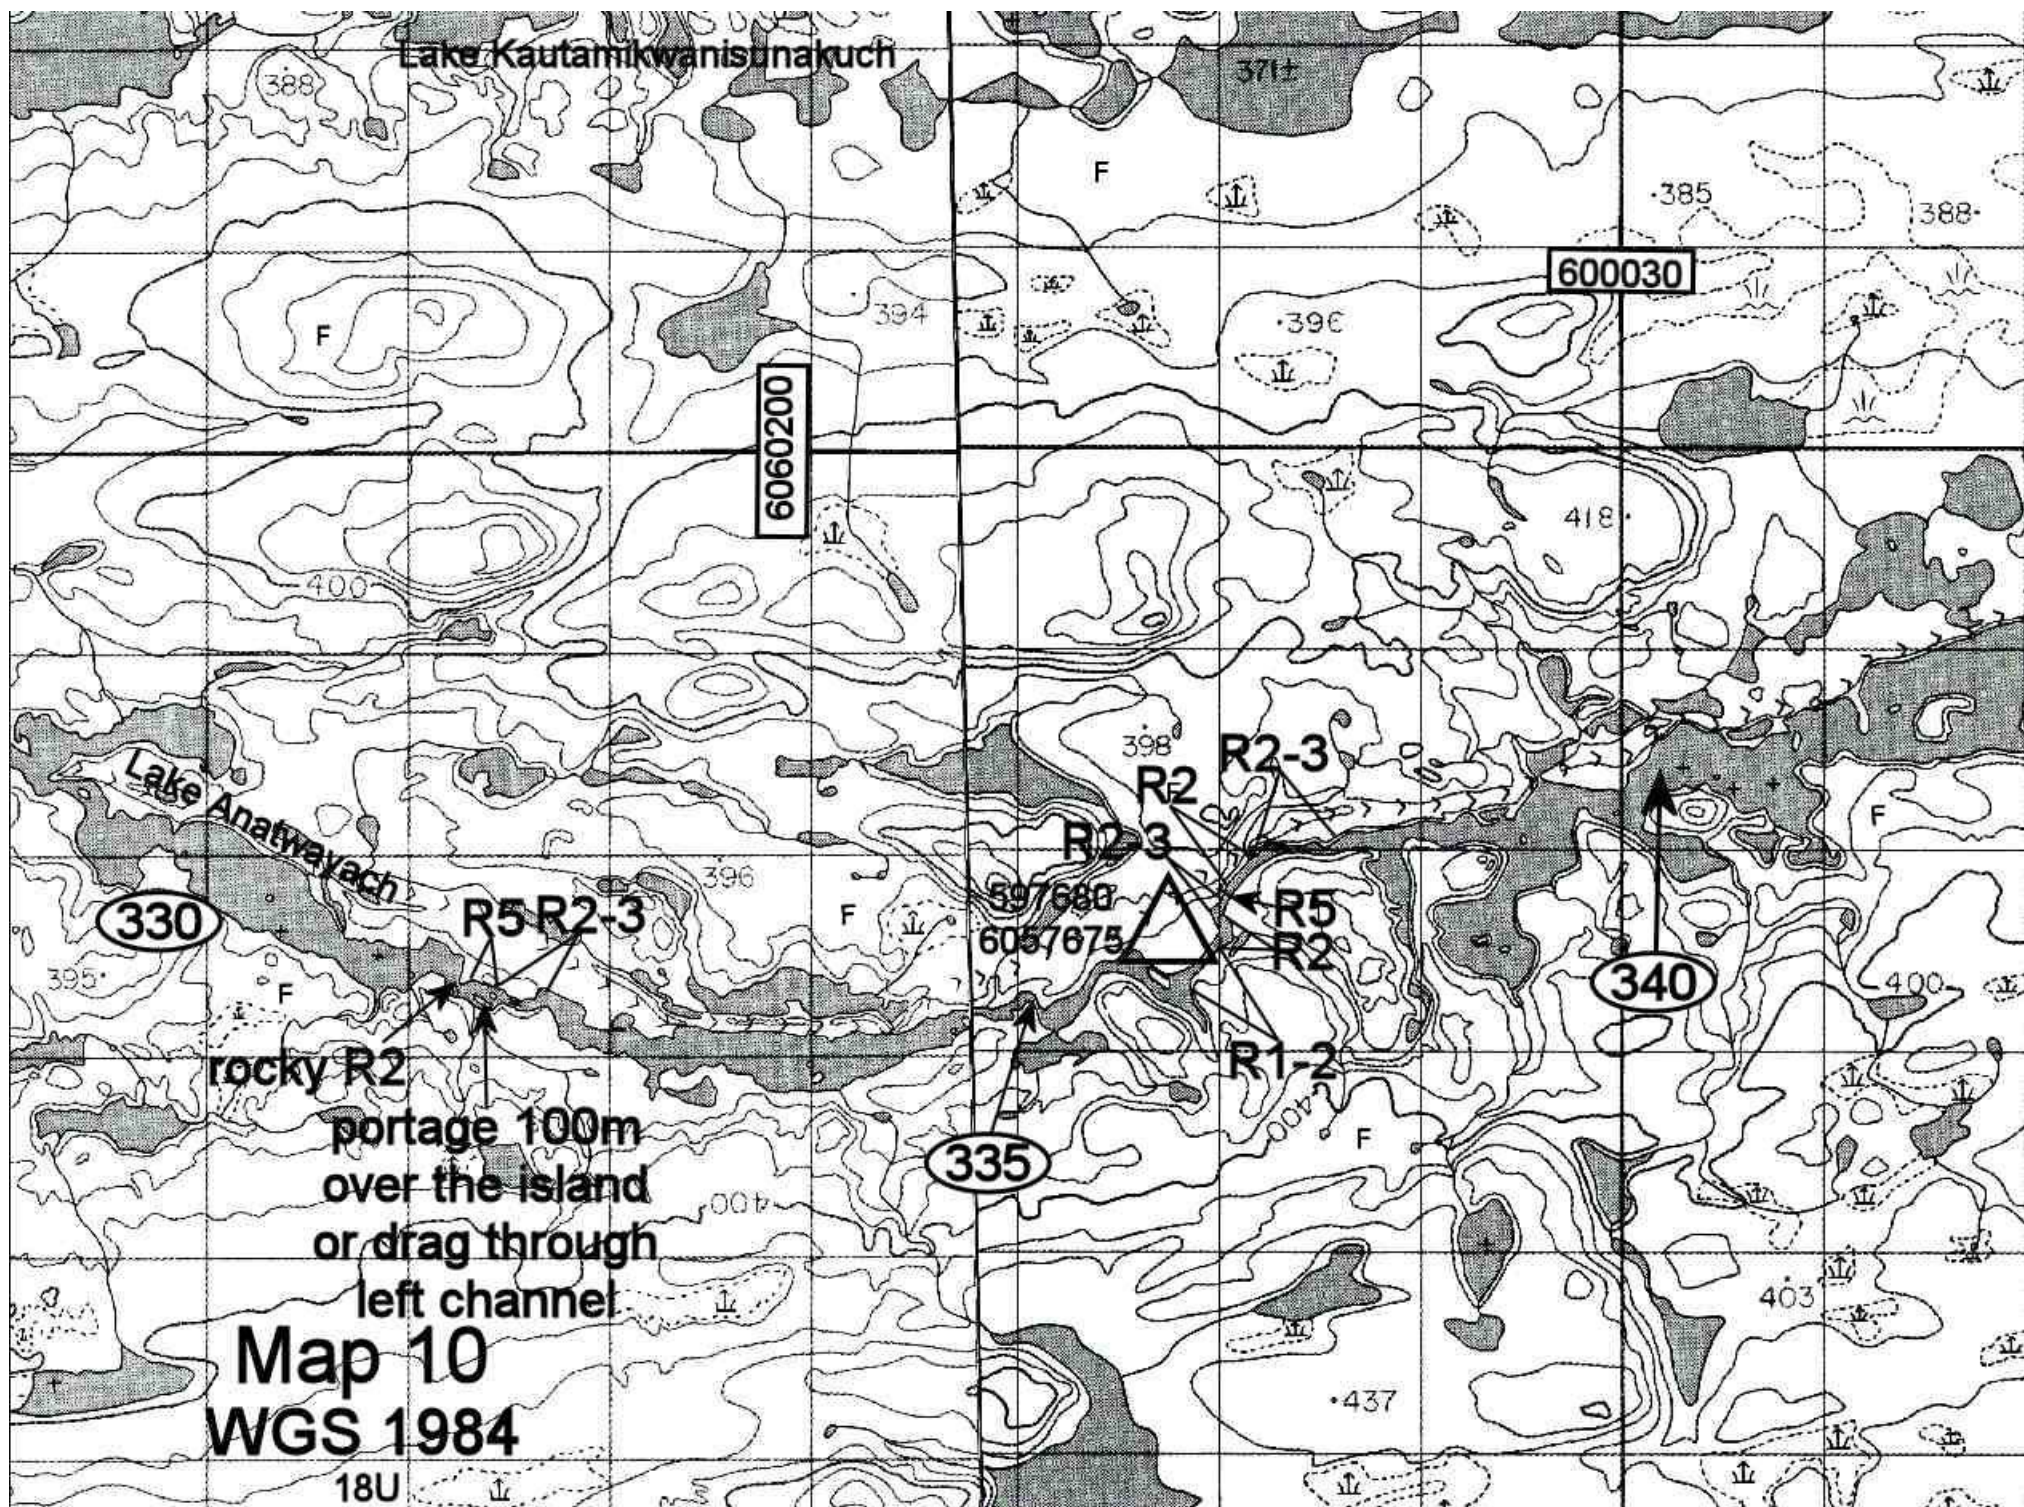 Lake Kautamikwanisunakuch
388
371±
F
385
388
600030
394
396
F
6060200
418
400
398
R2-3
R2
F
Lake Anatwayach
R2-3
F
396
597680
R5
330
R5 R2-3
F
6057675
R2
395
F
340
400
rocky R2
R1-2
portage 100m
over the island
or drag through
left channel
335
400
F
400
403
Map 10
437
WGS 1984
18U